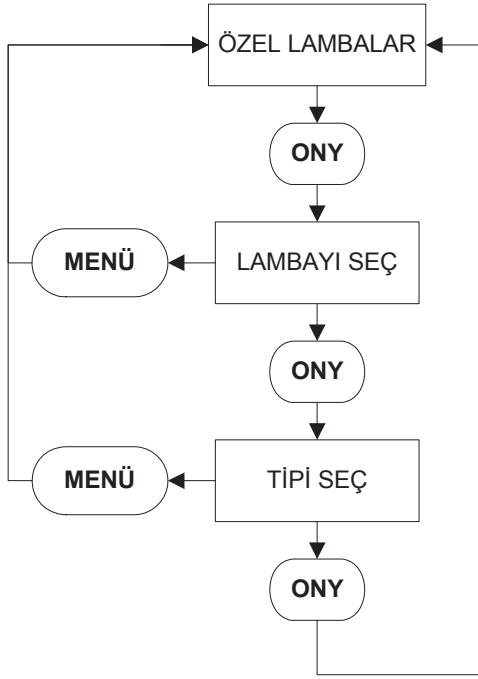 ÖZEL LAMBALAR
ONY
MENÜ
LAMBAYI SEÇ
ONY
MENÜ
TİPİ SEÇ
ONY